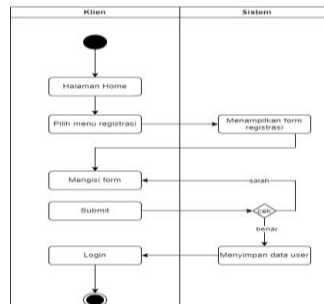 Klien
Sistem
Halaman Home
Pilih menu registrasi
Menampilkan form
registrasi
Mengisi form
salah
Submit
cek
benar
Login
Menyimpan data user